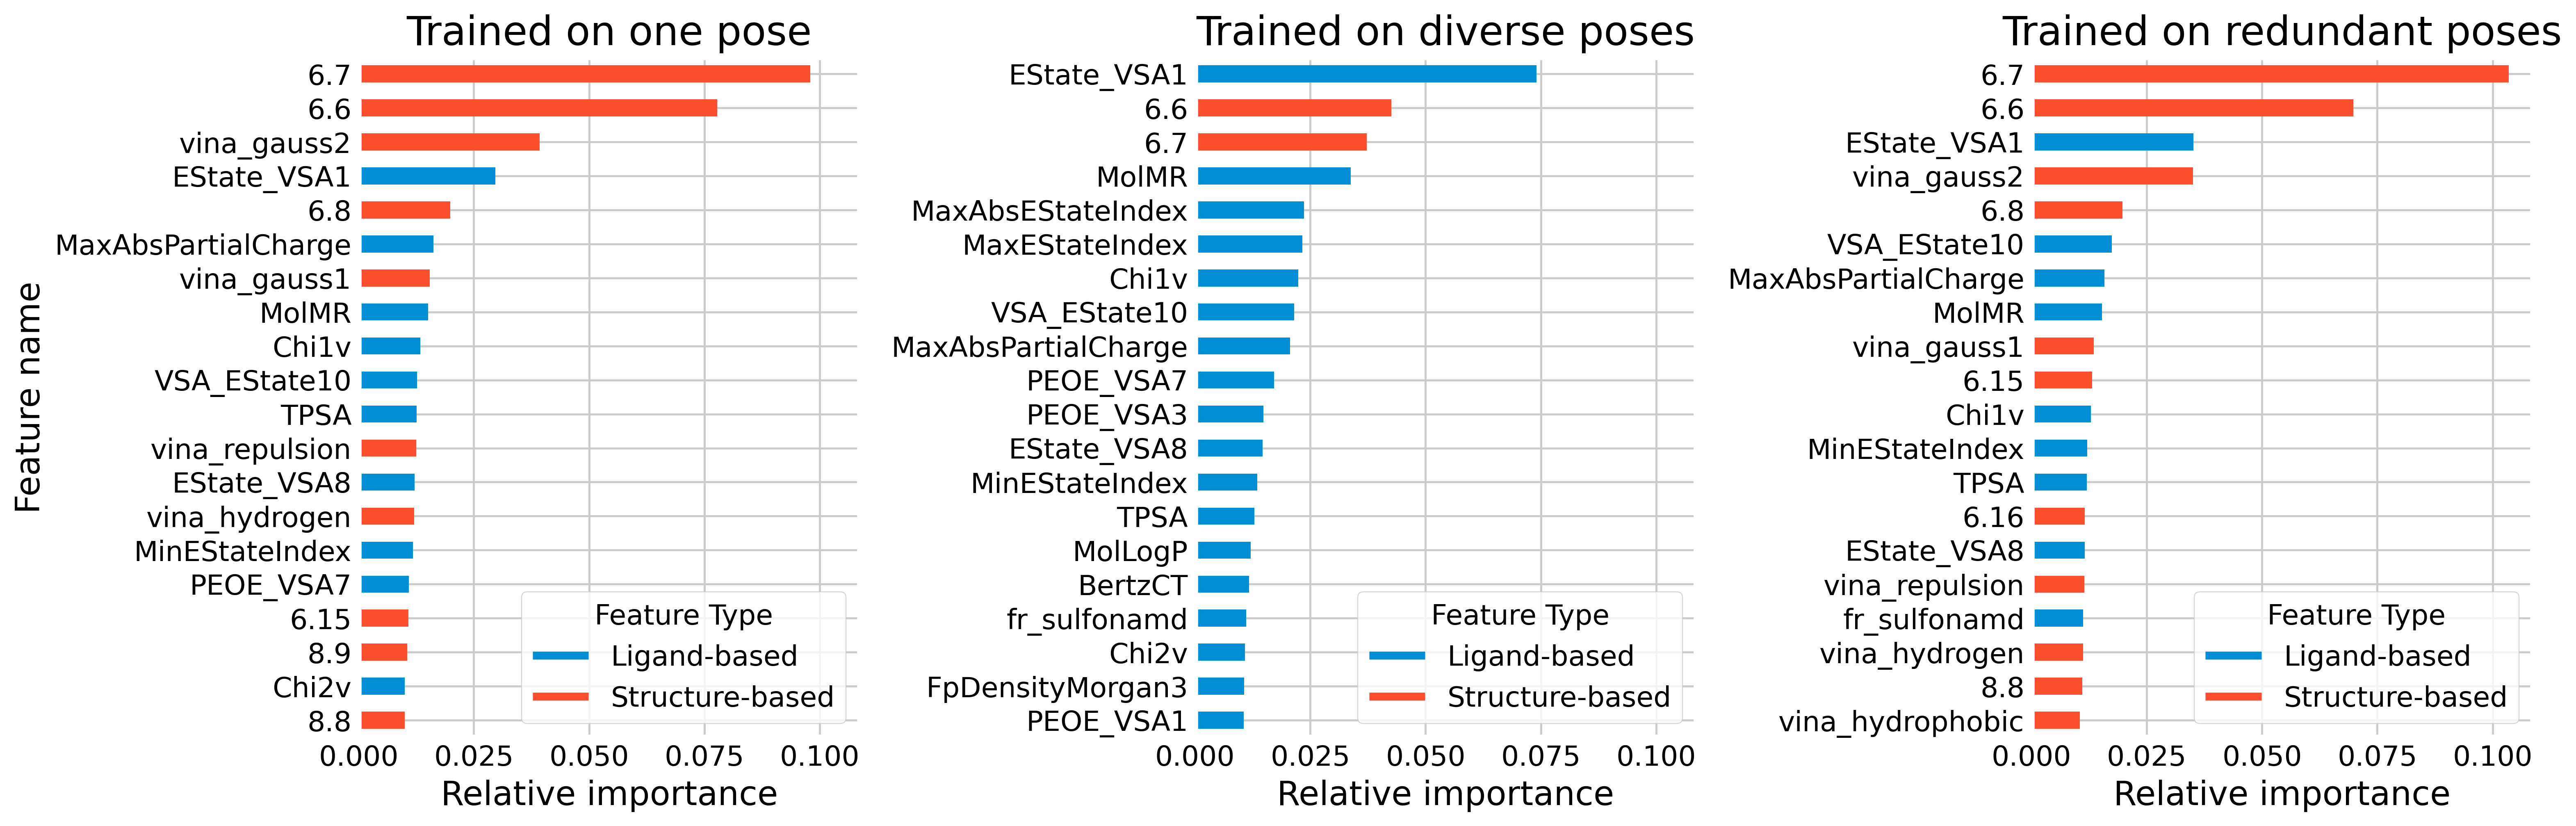 Trained on one pose
Feature name
6.7
6.6
vina_gauss2
EState_VSA1
6.8
MaxAbsPartialCharge
vina_gauss1
MolMR
Chi1v
VSA_EState10
TPSA
vina_repulsion
EState_VSA8
vina_hydrogen
MinEStateIndex
PEOE_VSA7
6.15
8.9
Chi2v
8.8
Feature Type
Ligand-based
Structure-based
0.000 0.025 0.050 0.075 0.100
Relative importance
Trained on diverse poses
EState_VSA1
6.6
6.7
MolMR
MaxAbsEStateIndex
MaxEStateIndex
Chi1v
VSA_EState10
MaxAbsPartialCharge
PEOE_VSA7
PEOE_VSA3
EState_VSA8
MinEStateIndex
TPSA
MolLogP
BertzCT
fr_sulfonamd
Chi2v
FpDensityMorgan3
PEOE_VSA1
Feature Type
Ligand-based
Structure-based
0.000 0.025 0.050 0.075 0.100
Relative importance
Trained on redundant poses
6.7
6.6
EState_VSA1
vina_gauss2
6.8
VSA_EState10
MaxAbsPartialCharge
MolMR
vina_gauss1
6.15
Chi1v
MinEStateIndex
TPSA
6.16
EState_VSA8
vina_repulsion
fr_sulfonamd
vina_hydrogen
8.8
vina_hydrophobic
Feature Type
Ligand-based
Structure-based
0.000 0.025 0.050 0.075 0.100
Relative importance